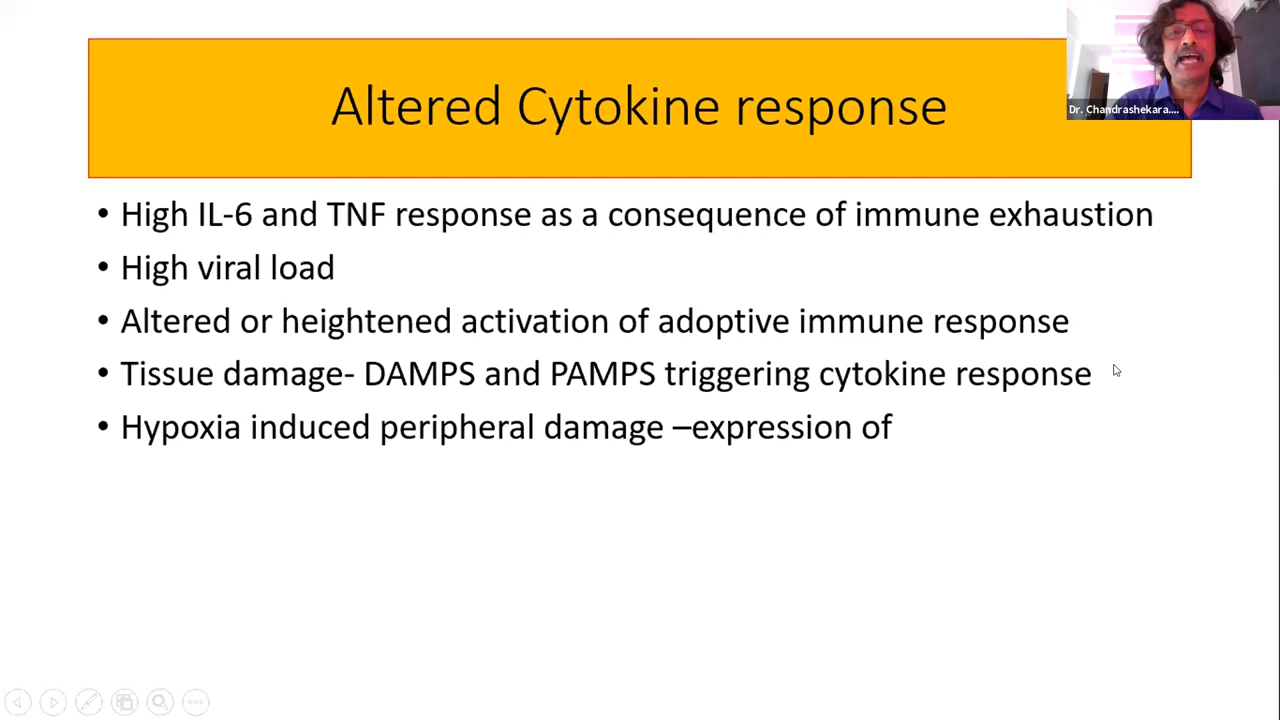 Altered Cytokine response
Dr. Chandrashekara....
• High IL-6 and TNF response as a consequence of immune exhaustion
• High viral load
• Altered or heightened activation of adoptive immune response
• Tissue damage- DAMPS and PAMPS triggering cytokine response
• Hypoxia induced peripheral damage –expression of